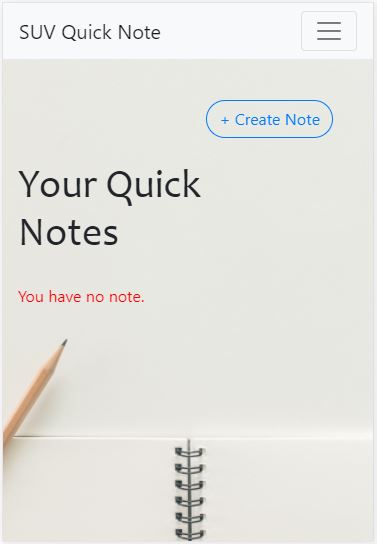 SUV Quick Note
+ Create Note
Your Quick
Notes
You have no note.